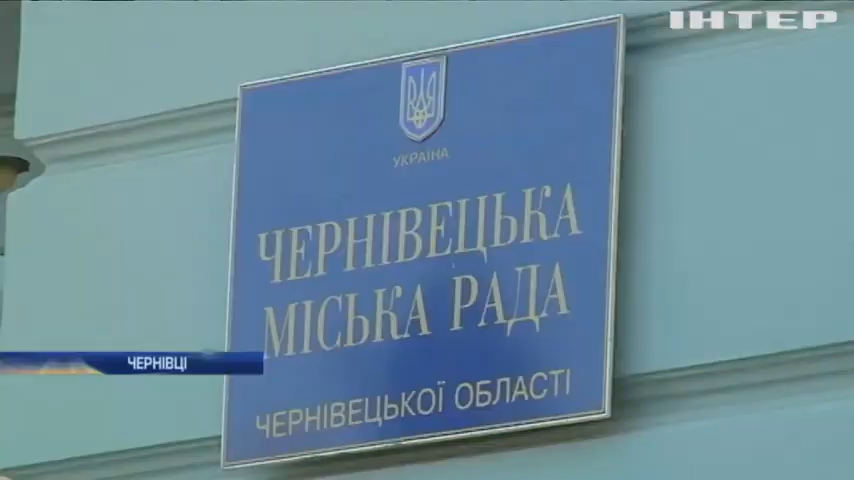 ІНТЕР
УКРАЇНА
ЧЕРНІВЕЦЬКА
МІСЬКА РАДА
ЧЕРНІВЕЦЬКОЇ ОБЛАСТІ
ЧЕРНІВЦІ